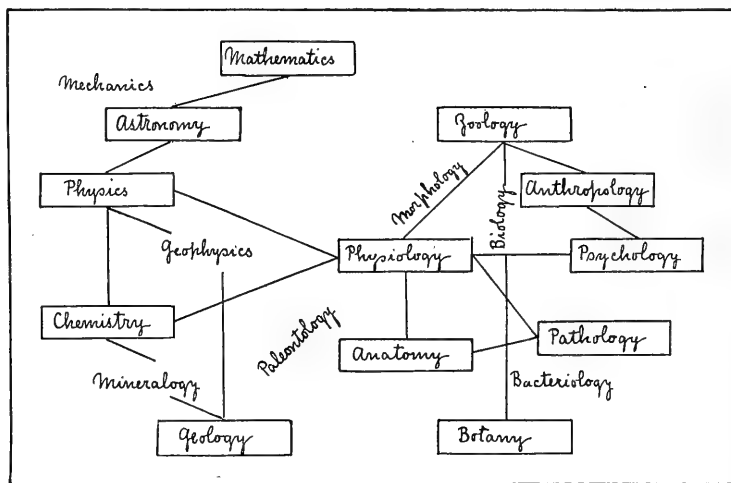 Mathematics
Mechanics
Astronomy
Zoology
Physics
Anthropology
Morphology
Biology
Geophysics
Physiology
Psychology
Chemistry
Paleontology
Anatomy
Pathology
Mineralogy
Bacteriology
Geology
Botany